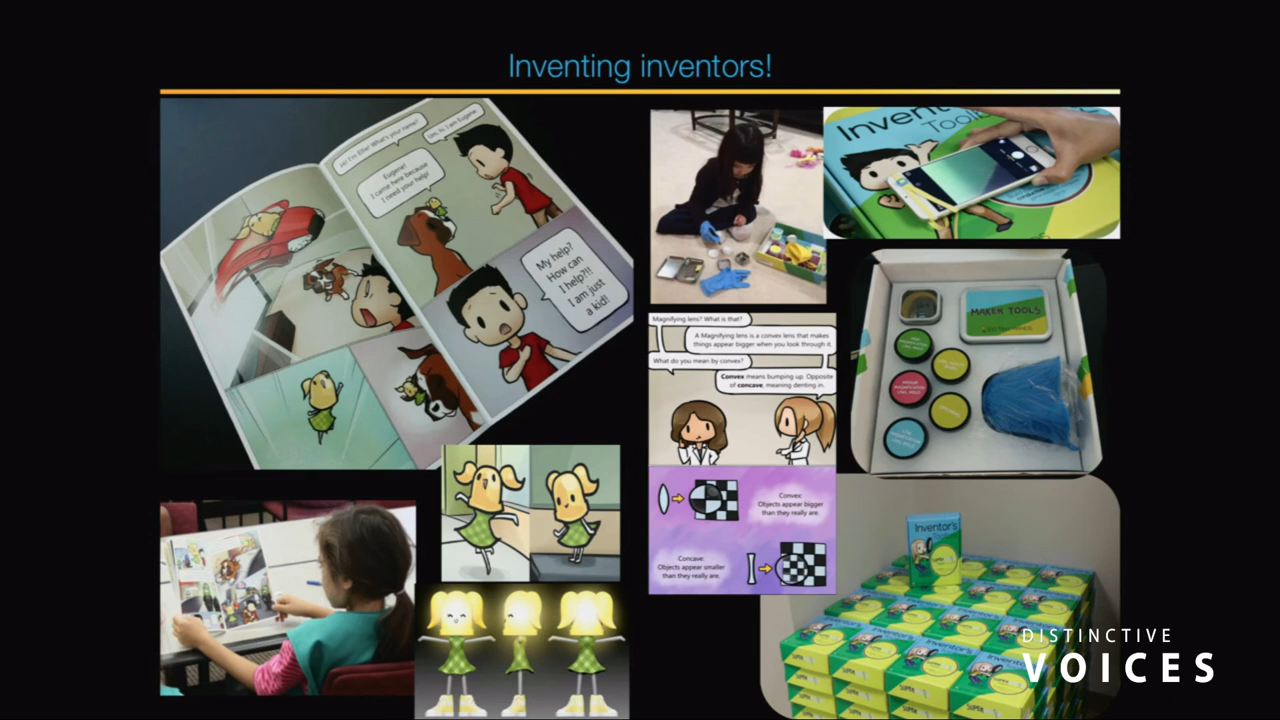 Inventing inventors!
Hi! I'm Ella! What's your name?
Um, hi. I am Eugene.
Eugene!
I came here because
I need your help!
My help?
How can
I help?!!
I am just
a kid!
Inventor's
Magnifying lens? What is that?
A Magnifying lens is a convex lens that makes
things appear bigger when you look through it.
What do you mean by convex?
Convex means bumping up. Opposite
of concave, meaning denting in.
Convex:
Objects appear bigger
than they really are.
Concave:
Objects appear smaller
than they really are.
MAKER TOOLS
Inventor's
DISTINCTIVE
VOICES